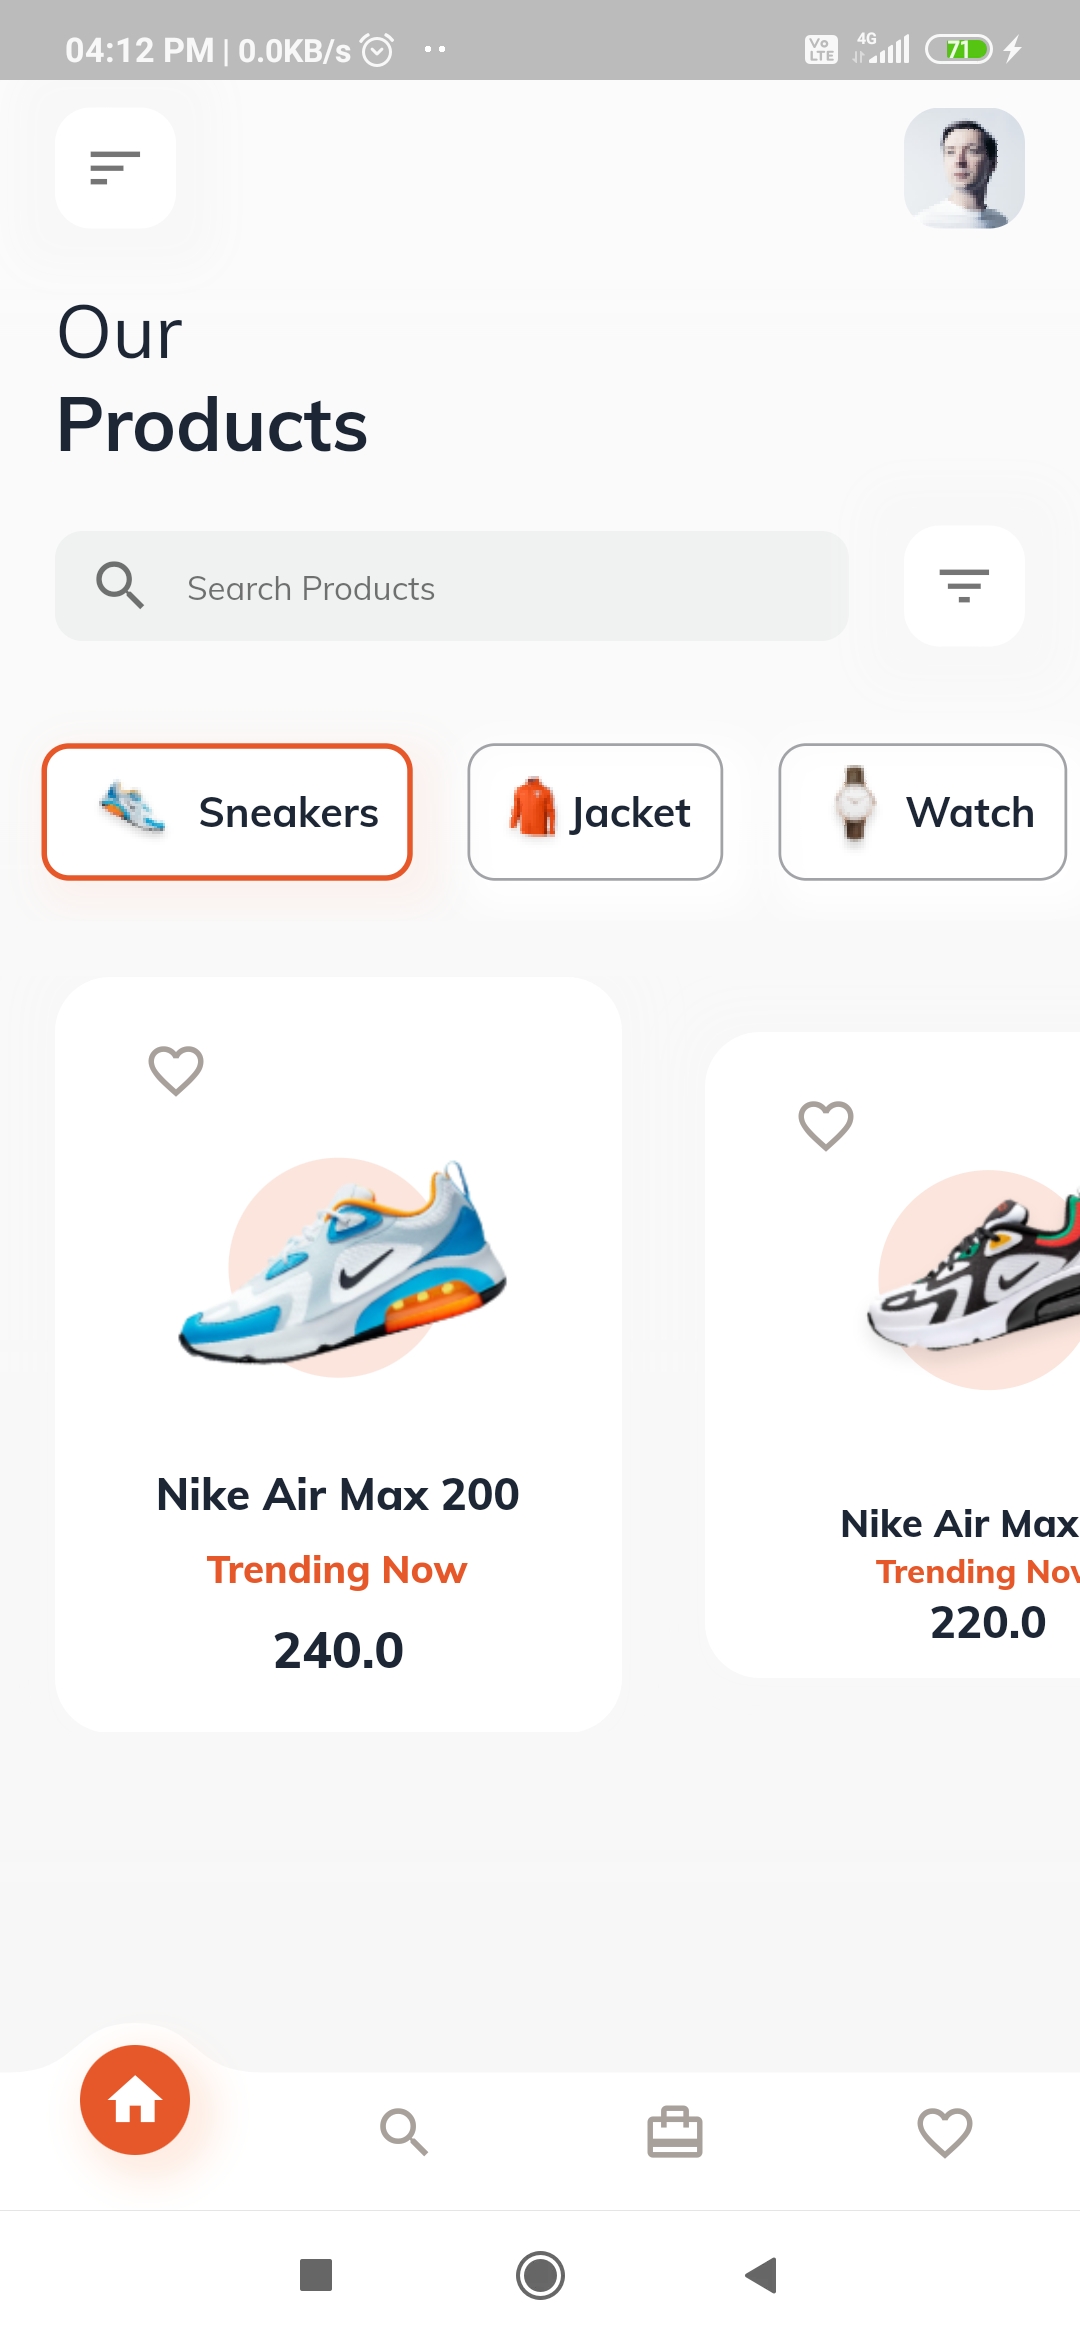 04:12 PM | 0.0KB/s
Vo LTE
4G
71
Our
Products
Search Products
Sneakers
Jacket
Watch
Nike Air Max 200
Trending Now
240.0
Nike Air Max
Trending Nov
220.0